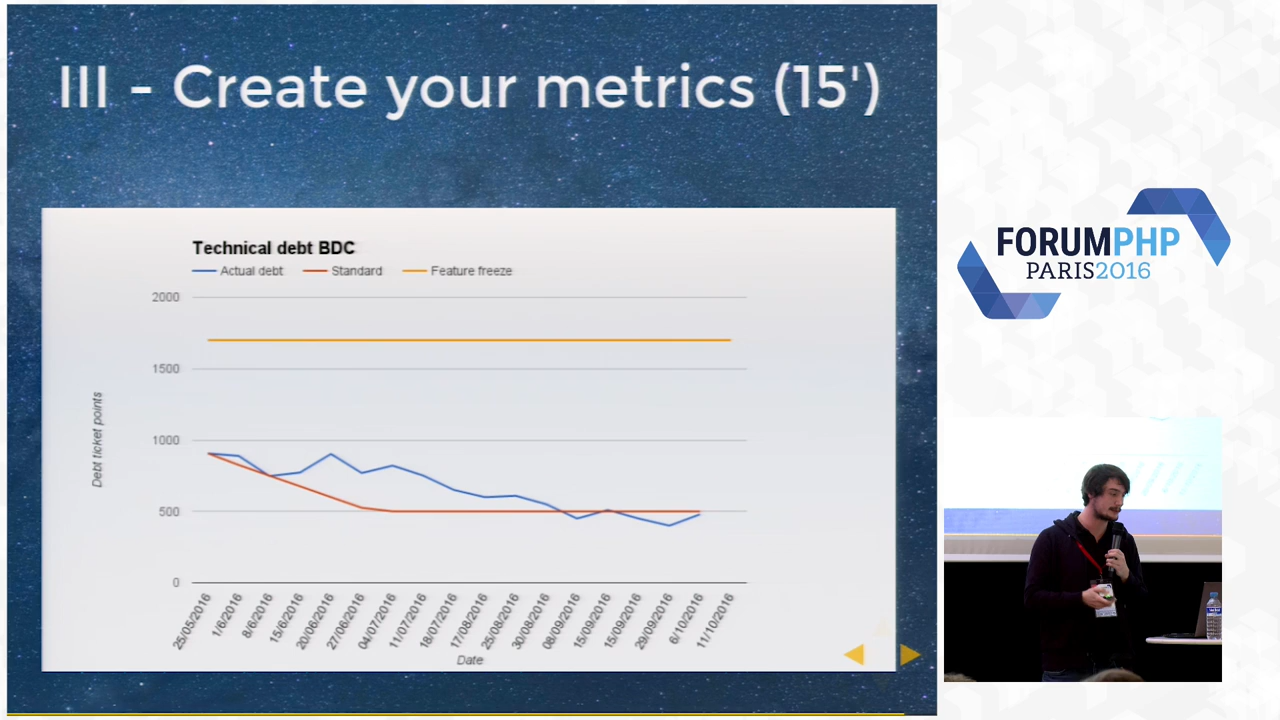 III - Create your metrics (15')
Technical debt BDC
Actual debt Standard Feature freeze
2000
1500
1000
500
0
Debt ticket points
25/05/2016 1/6/2016 8/6/2016 15/6/2016 20/06/2016 27/06/2016 04/07/2016 11/07/2016 18/07/2016 17/08/2016 25/08/2016 30/08/2016 08/09/2016 15/09/2016 15/09/2016 29/09/2016 6/10/2016 11/10/2016
Date
FORUMPHP
PARIS2016